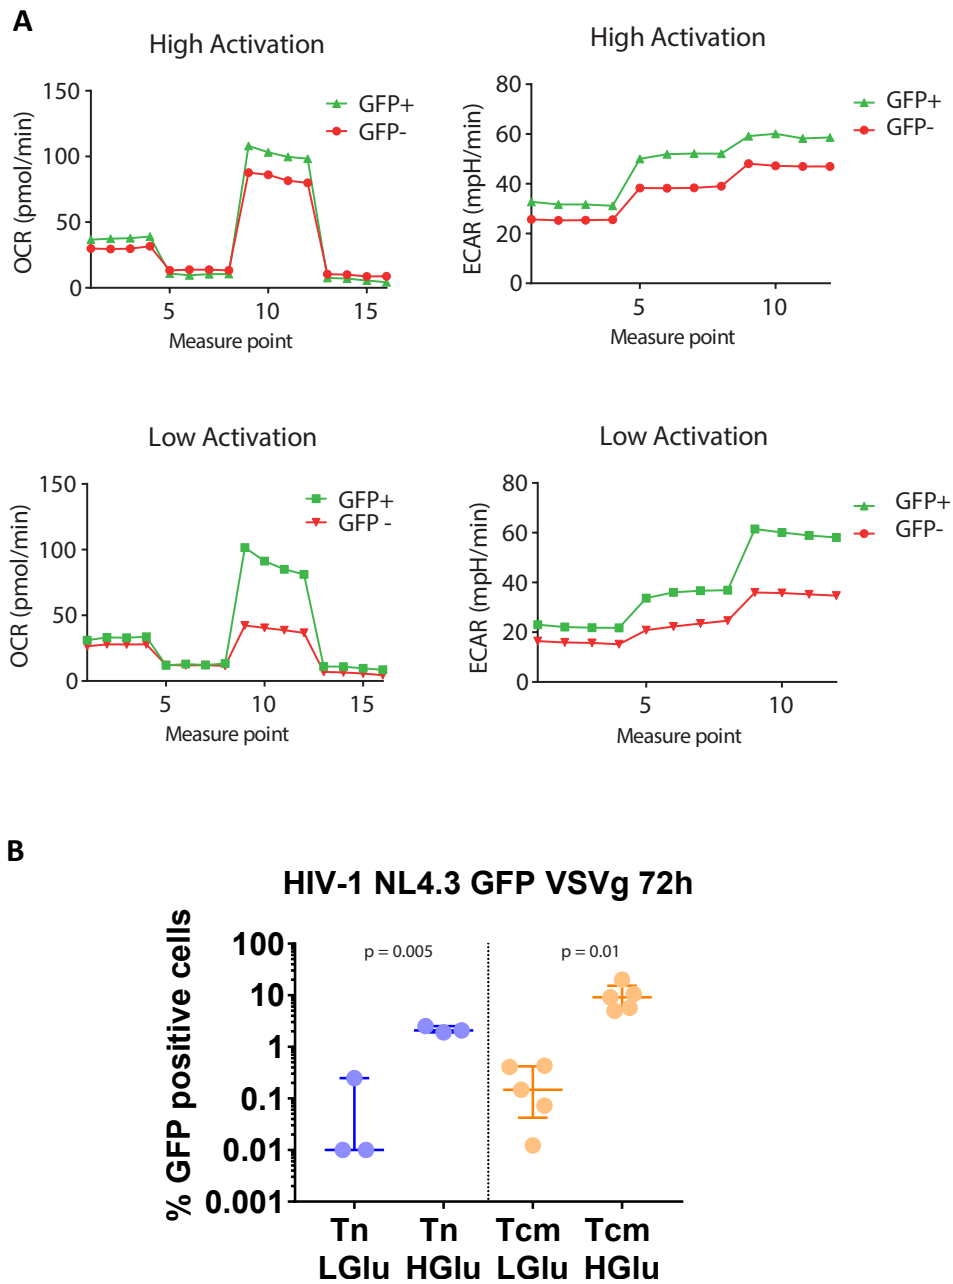 A
High Activation
150
100
50
0
OCR (pmol/min)
5
10
15
Measure point
GFP+
GFP-
High Activation
80
60
40
20
0
ECAR (mpH/min)
5
10
Measure point
GFP+
GFP-
Low Activation
150
100
50
0
OCR (pmol/min)
5
10
15
Measure point
GFP+
GFP -
Low Activation
80
60
40
20
0
ECAR (mpH/min)
5
10
Measure point
GFP+
GFP-
B
HIV-1 NL4.3 GFP VSVg 72h
% GFP positive cells
100
10
1
0.1
0.01
0.001
p = 0.005
p = 0.01
Tn Tn Tcm Tcm
LGlu HGlu LGlu HGlu